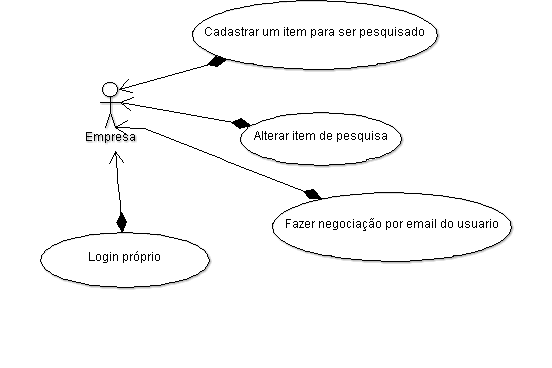 Cadastrar um item para ser pesquisado
Empresa
Alterar item de pesquisa
Fazer negociação por email do usuario
Login próprio